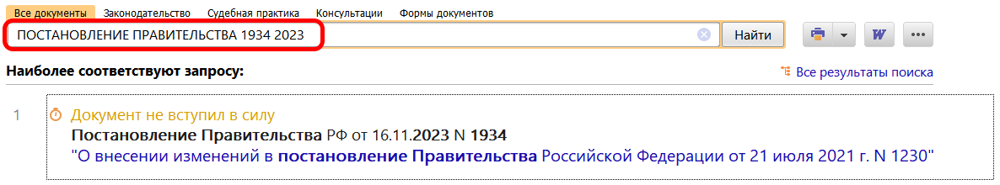 Все документы Законодательство Судебная практика Консультации Формы документов
ПОСТАНОВЛЕНИЕ ПРАВИТЕЛЬСТВА 1934 2023 Найти W
Наиболее соответствуют запросу: Все результаты поиска
1 Документ не вступил в силу
Постановление Правительства РФ от 16.11.2023 N 1934
"О внесении изменений в постановление Правительства Российской Федерации от 21 июля 2021 г. N 1230"